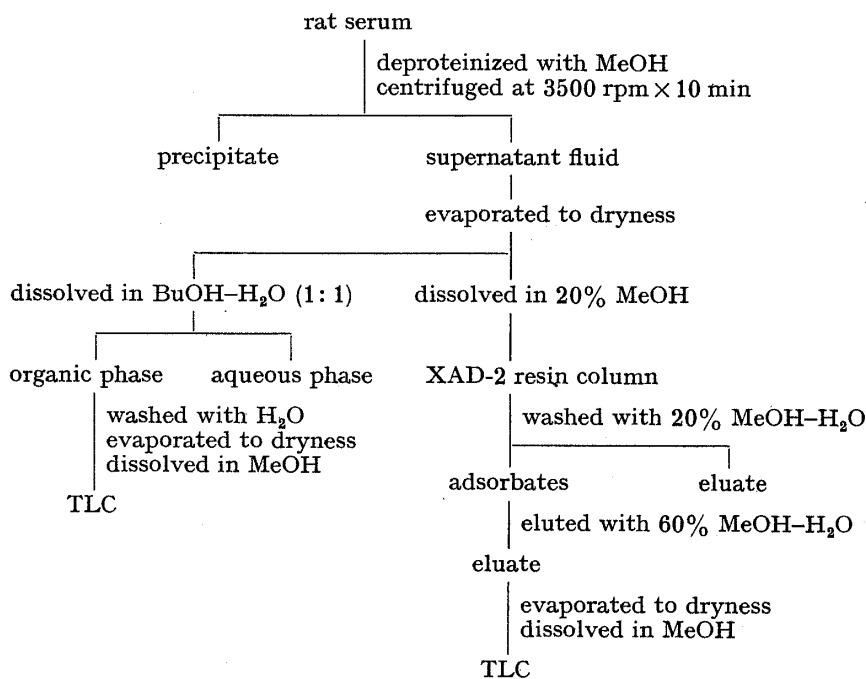 rat serum
deproteinized with MeOH
centrifuged at 3500 rpm × 10 min
precipitate
supernatant fluid
evaporated to dryness
dissolved in BuOH–H₂O (1: 1)
dissolved in 20% MeOH
organic phase
aqueous phase
XAD-2 resin column
washed with H₂O
evaporated to dryness
dissolved in MeOH
TLC
washed with 20% MeOH–H₂O
adsorbates
eluate
eluted with 60% MeOH–H₂O
eluate
evaporated to dryness
dissolved in MeOH
TLC